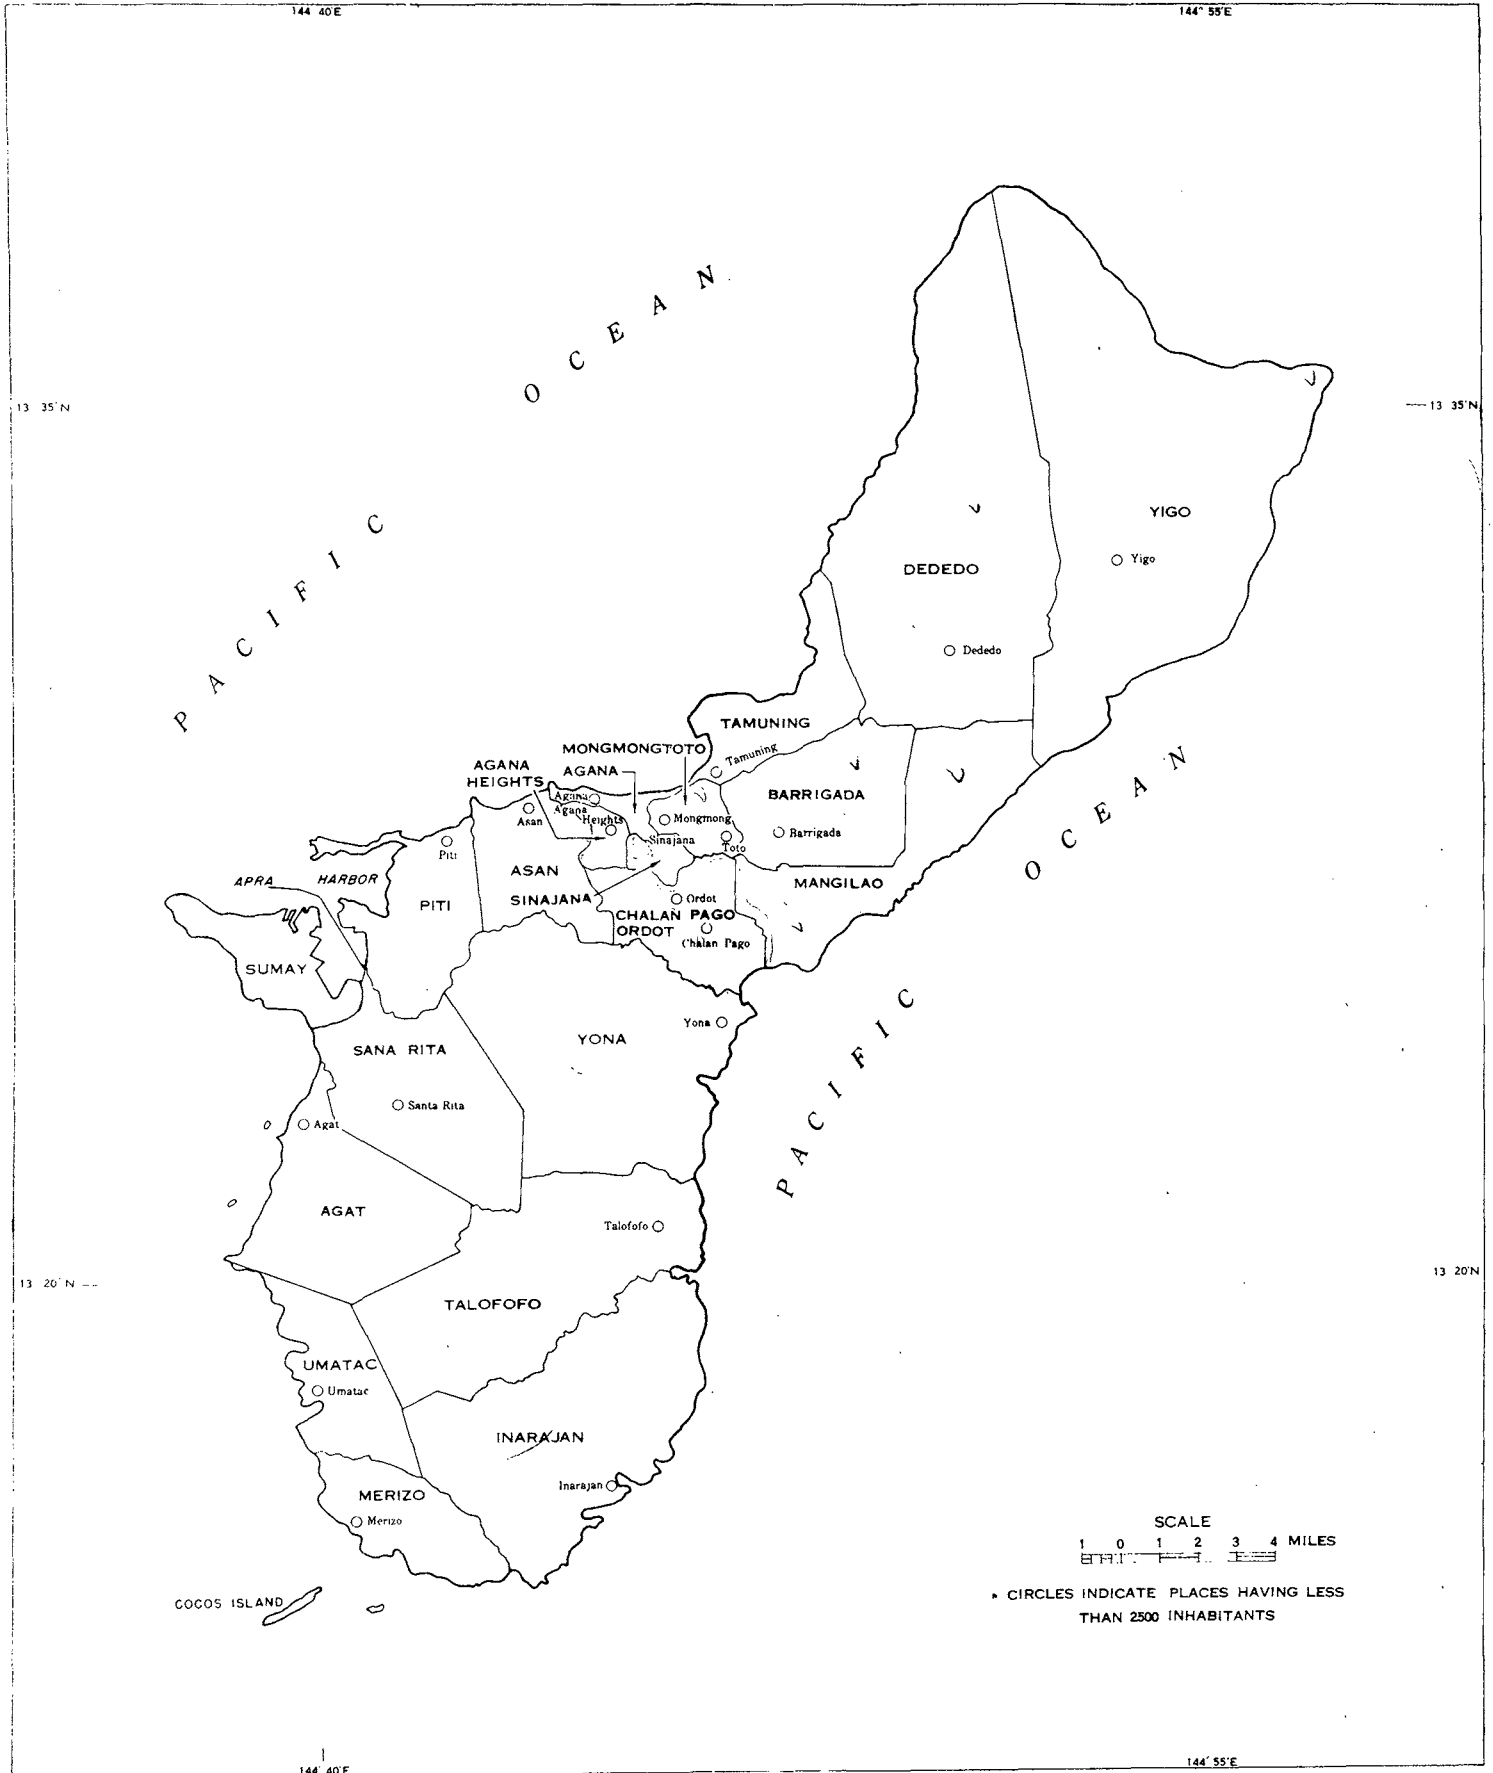 144 40'E
144° 55'E
PACIFIC OCEAN
13 35'N
13 35'N
YIGO
Yigo
DEDEDO
Dededo
TAMUNING
Tamuning
MONGMONGTOTO
AGANA
HEIGHTS
AGANA
Agana
Agana
Heights
Asan
Mongmong
Sinajana
Toto
BARRIGADA
Barrigada
Piti
APRA
HARBOR
ASAN
MANGILAO
PITI
SINAJANA
Ordot
CHALAN PAGO
ORDOT
Chalan Pago
SUMAY
PACIFIC OCEAN
Yona
YONA
SANA RITA
Santa Rita
Agat
AGAT
Talofofo
13 20'N
13 20'N
TALOFOFO
UMATAC
Umatac
INARAJAN
Inarajan
MERIZO
Merizo
COCOS ISLAND
SCALE
1 0 1 2 3 4 MILES
* CIRCLES INDICATE PLACES HAVING LESS
THAN 2500 INHABITANTS
144° 40'E
144° 55'E